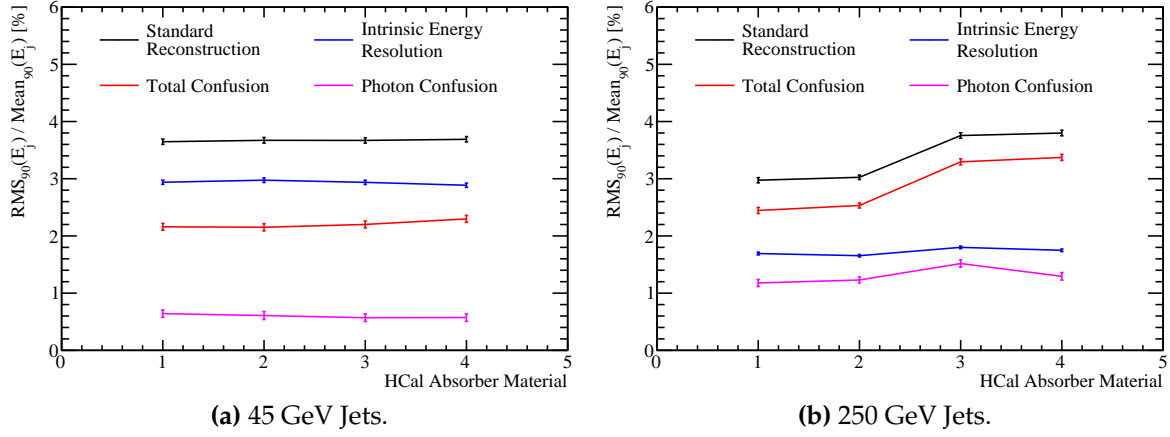 RMS90(Ej) / Mean90(Ej) [%]
6
5
4
3
2
1
0
Standard
Reconstruction
Intrinsic Energy
Resolution
Total Confusion
Photon Confusion
0 1 2 3 4 5
HCal Absorber Material
(a) 45 GeV Jets.
RMS90(Ej) / Mean90(Ej) [%]
6
5
4
3
2
1
0
Standard
Reconstruction
Intrinsic Energy
Resolution
Total Confusion
Photon Confusion
0 1 2 3 4 5
HCal Absorber Material
(b) 250 GeV Jets.